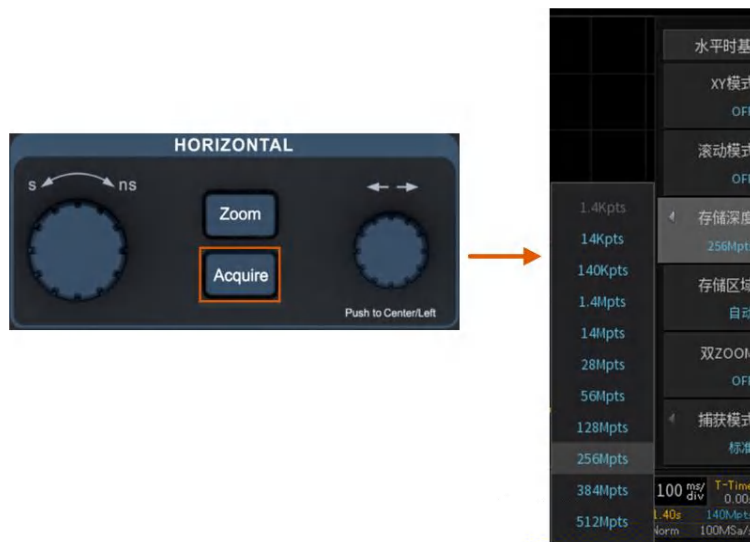 HORIZONTAL
s
ns
Zoom
Acquire
Push to Center/Left
水平时基
XY模式
OFF
滚动模式
OFF
存储深度
256Mpts
存储区域
自动
双ZOOM
OFF
捕获模式
标准
1.4Kpts
14Kpts
140Kpts
1.4Mpts
14Mpts
28Mpts
56Mpts
128Mpts
256Mpts
384Mpts
512Mpts
100 ms/div
T-Time
0.00s
1.40s
140Mpts
Norm
100MSa/s